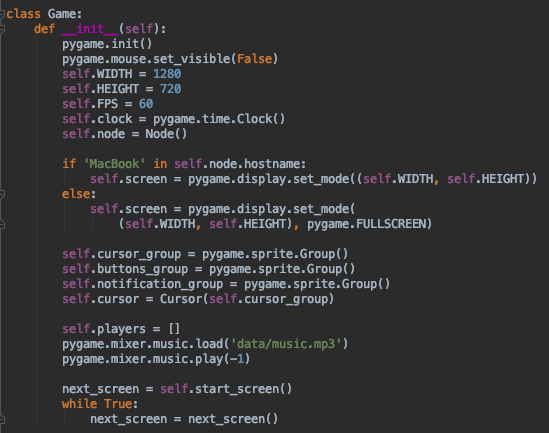 class Game:
    def __init__(self):
        pygame.init()
        pygame.mouse.set_visible(False)
        self.WIDTH = 1280
        self.HEIGHT = 720
        self.FPS = 60
        self.clock = pygame.time.Clock()
        self.node = Node()

        if 'MacBook' in self.node.hostname:
            self.screen = pygame.display.set_mode((self.WIDTH, self.HEIGHT))
        else:
            self.screen = pygame.display.set_mode(
                (self.WIDTH, self.HEIGHT), pygame.FULLSCREEN)

        self.cursor_group = pygame.sprite.Group()
        self.buttons_group = pygame.sprite.Group()
        self.notification_group = pygame.sprite.Group()
        self.cursor = Cursor(self.cursor_group)

        self.players = []
        pygame.mixer.music.load('data/music.mp3')
        pygame.mixer.music.play(-1)

        next_screen = self.start_screen()
        while True:
            next_screen = next_screen()